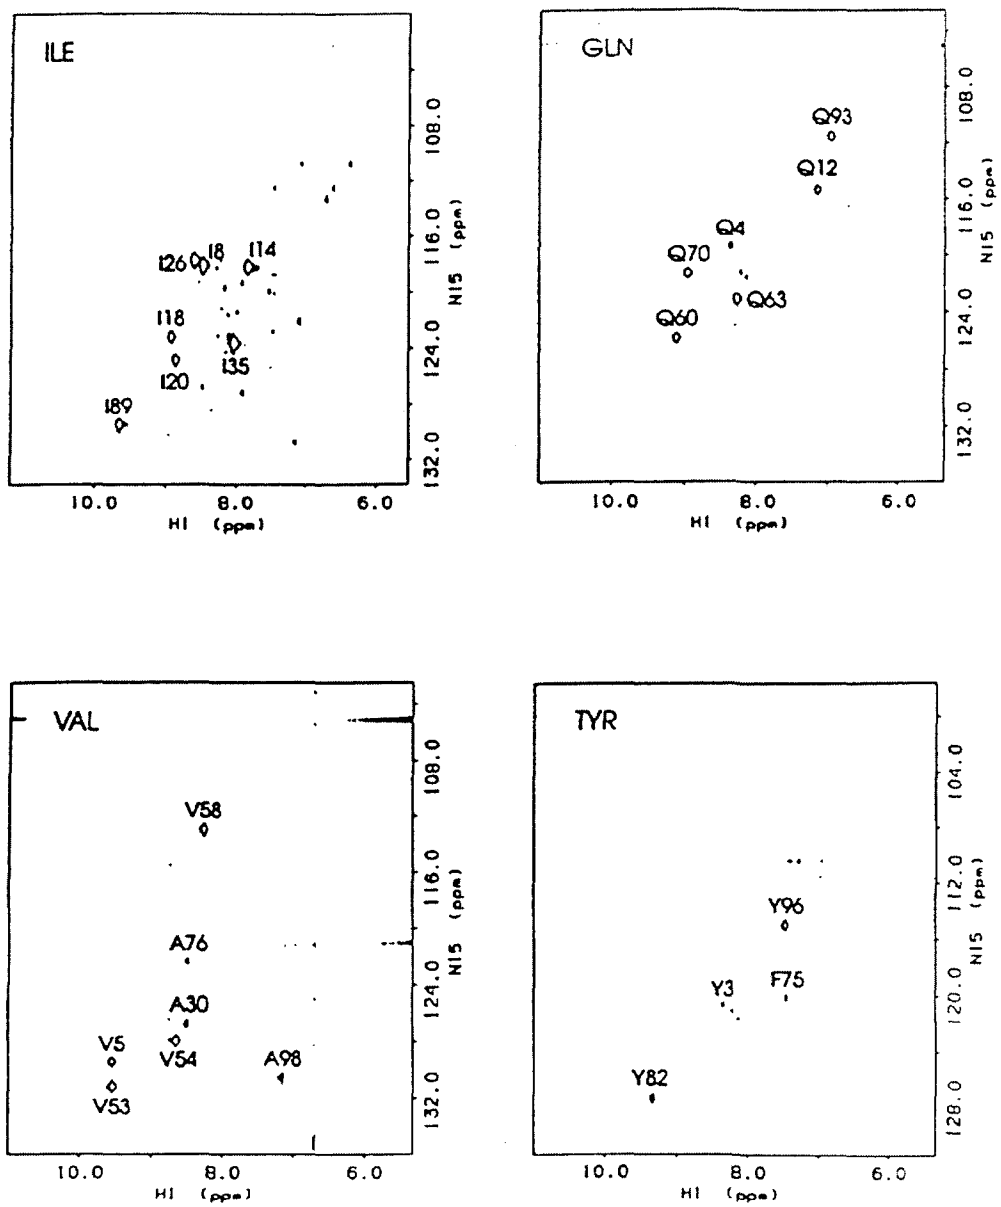 ILE
108.0
116.0
124.0
132.0
N15 (ppm)
I26
I8
I14
I18
I20
I35
I89
10.0 8.0 6.0
H1 (ppm)
GLN
108.0
116.0
124.0
132.0
N15 (ppm)
Q93
Q12
Q4
Q70
Q63
Q60
10.0 8.0 6.0
H1 (ppm)
VAL
108.0
116.0
124.0
132.0
N15 (ppm)
V58
A76
A30
V5
V54
A98
V53
10.0 8.0 6.0
H1 (ppm)
TYR
104.0
112.0
120.0
128.0
N15 (ppm)
Y96
Y3
F75
Y82
10.0 8.0 6.0
H1 (ppm)